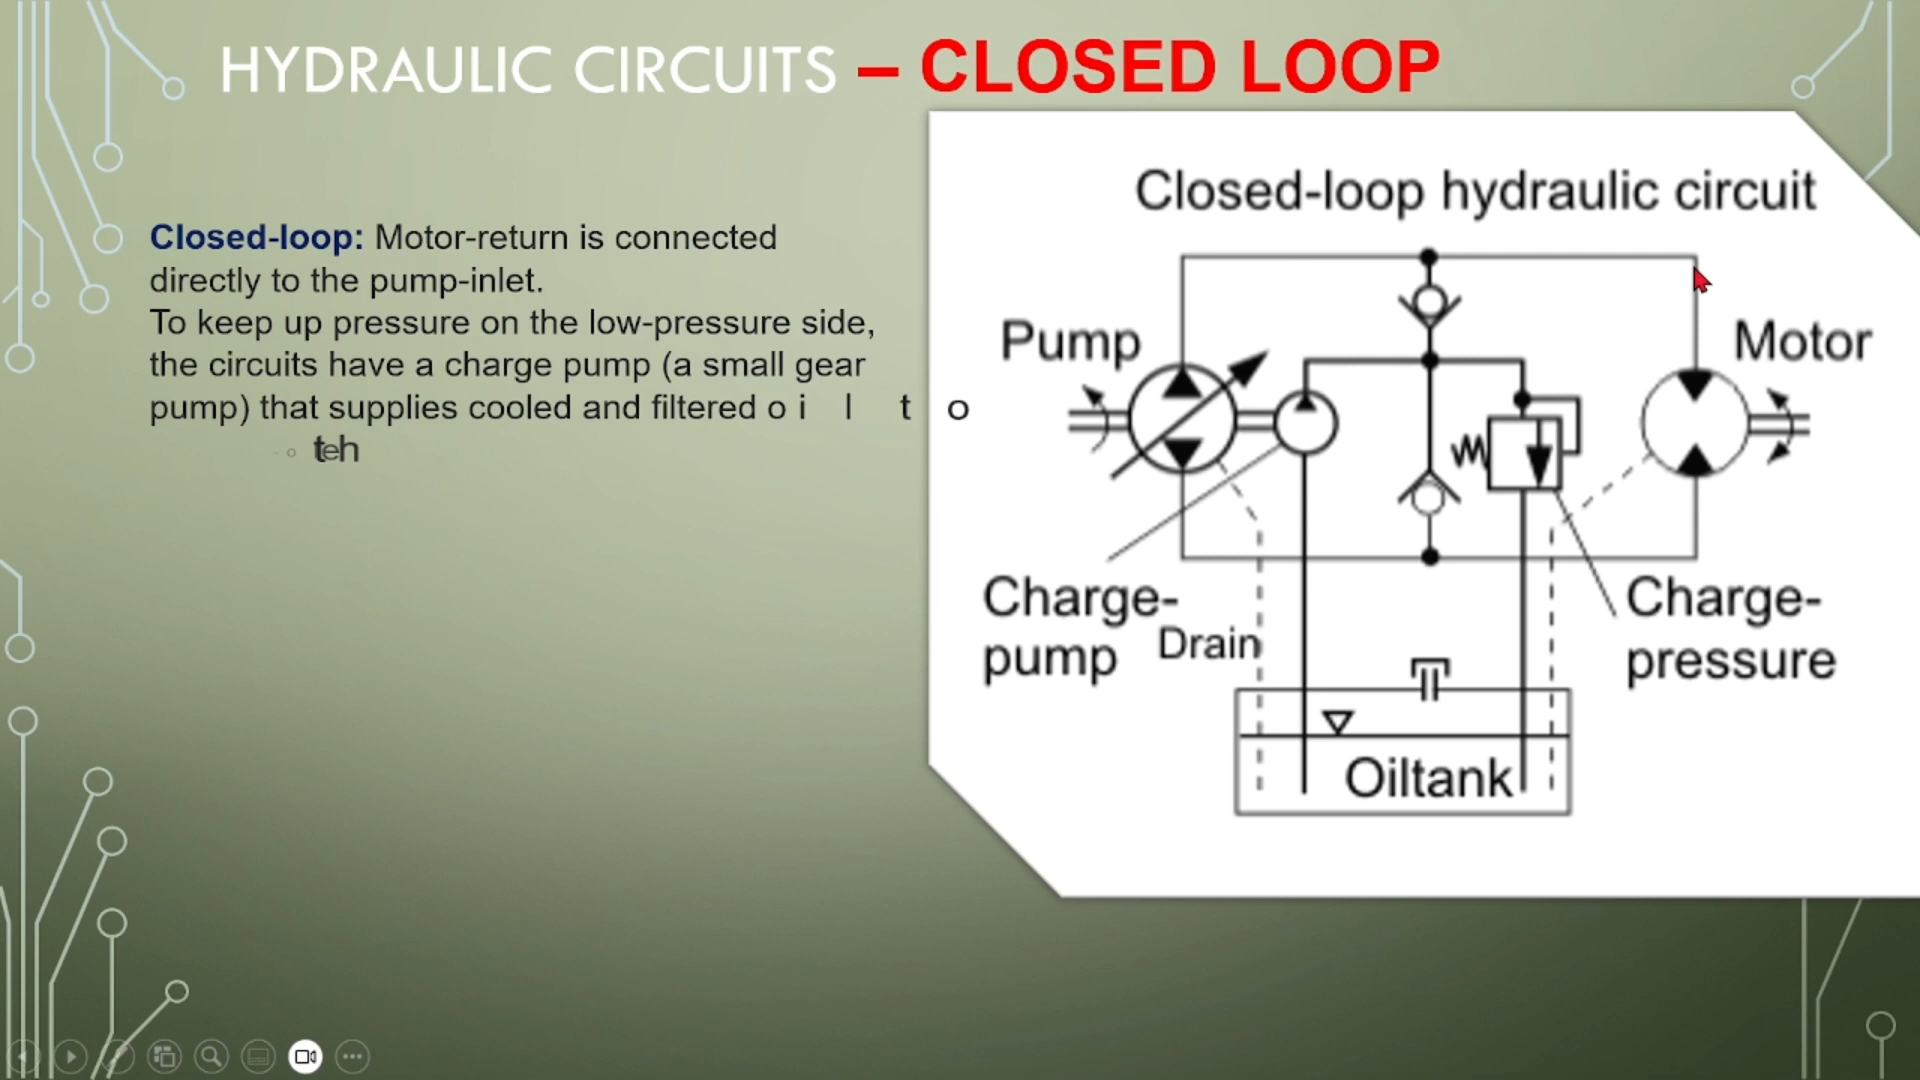 HYDRAULIC CIRCUITS – CLOSED LOOP
Closed-loop: Motor-return is connected
directly to the pump-inlet.
To keep up pressure on the low-pressure side,
the circuits have a charge pump (a small gear
pump) that supplies cooled and filtered o i l t o
Closed-loop hydraulic circuit
Pump
Motor
Charge-
pump
Drain
Charge-
pressure
Oiltank